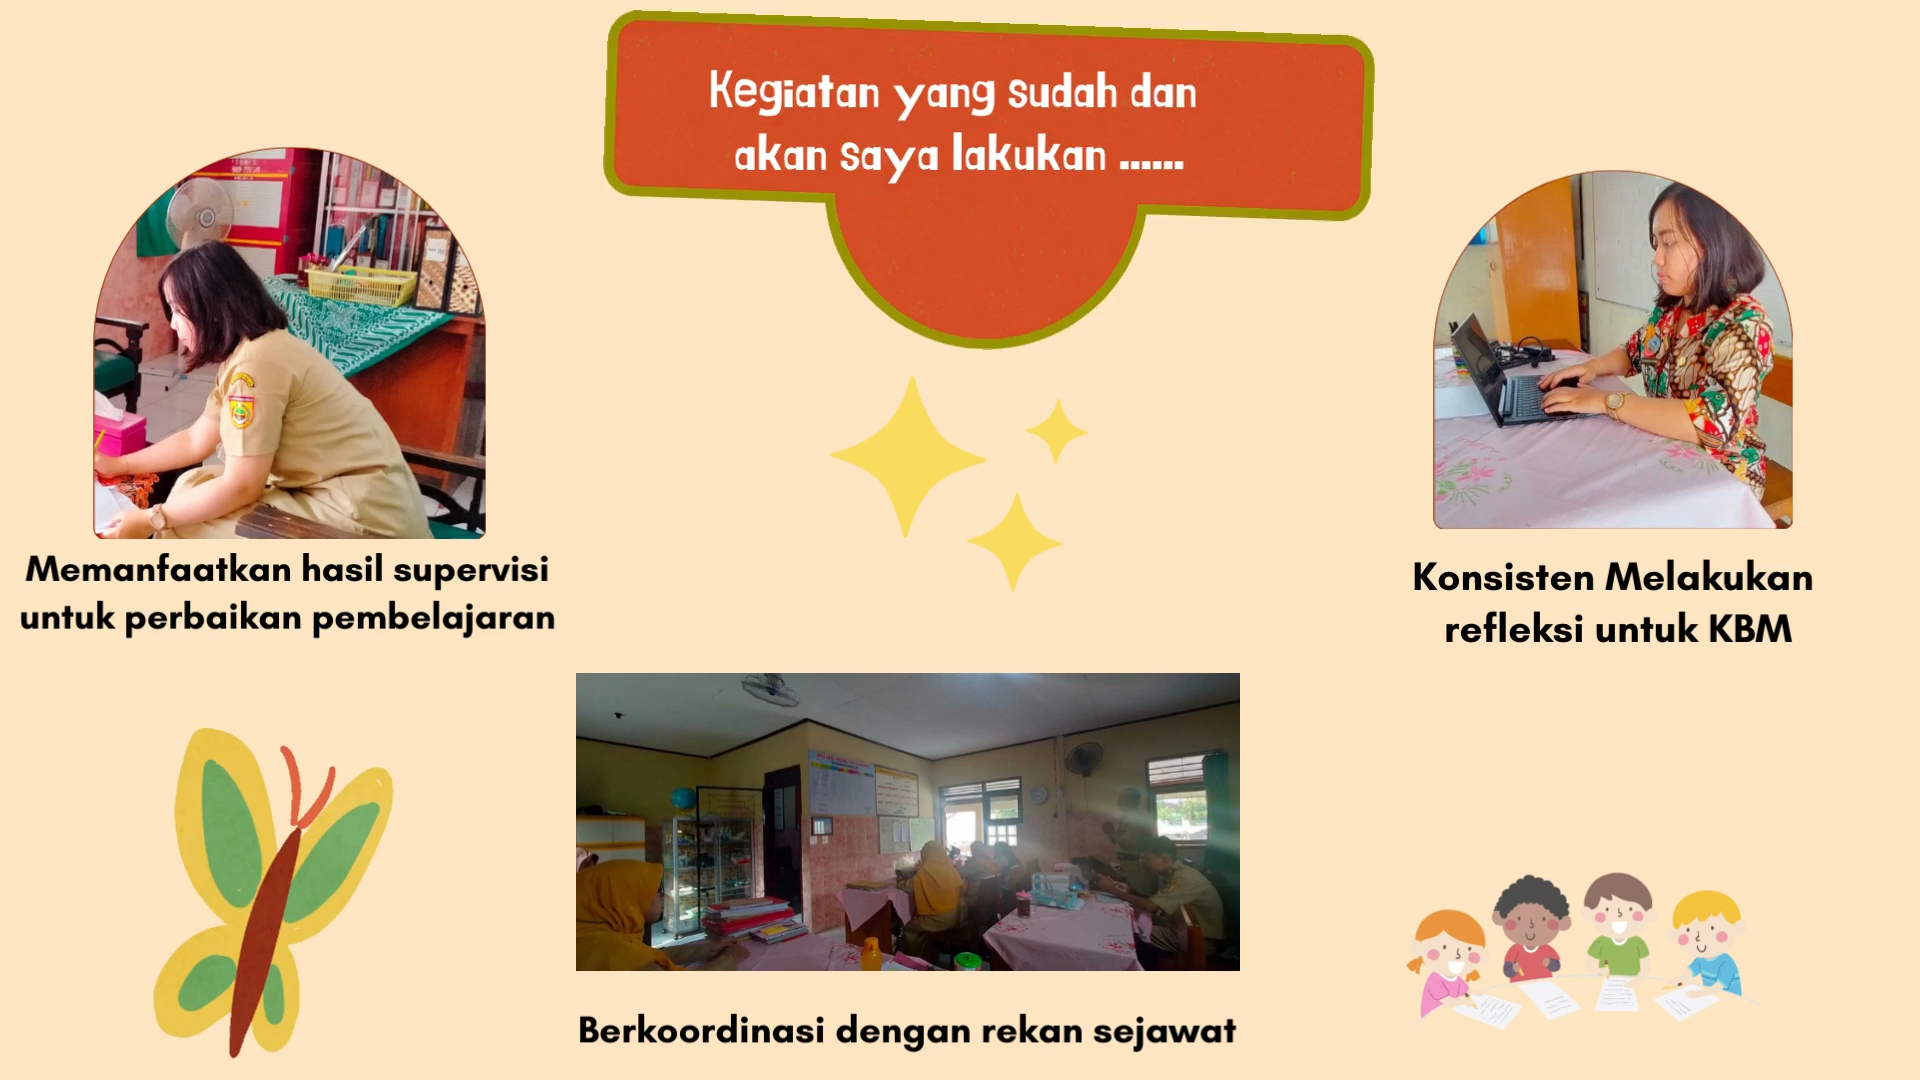 Kegiatan yang sudah dan
akan saya lakukan ......
Memanfaatkan hasil supervisi
untuk perbaikan pembelajaran
Konsisten Melakukan
refleksi untuk KBM
Berkoordinasi dengan rekan sejawat